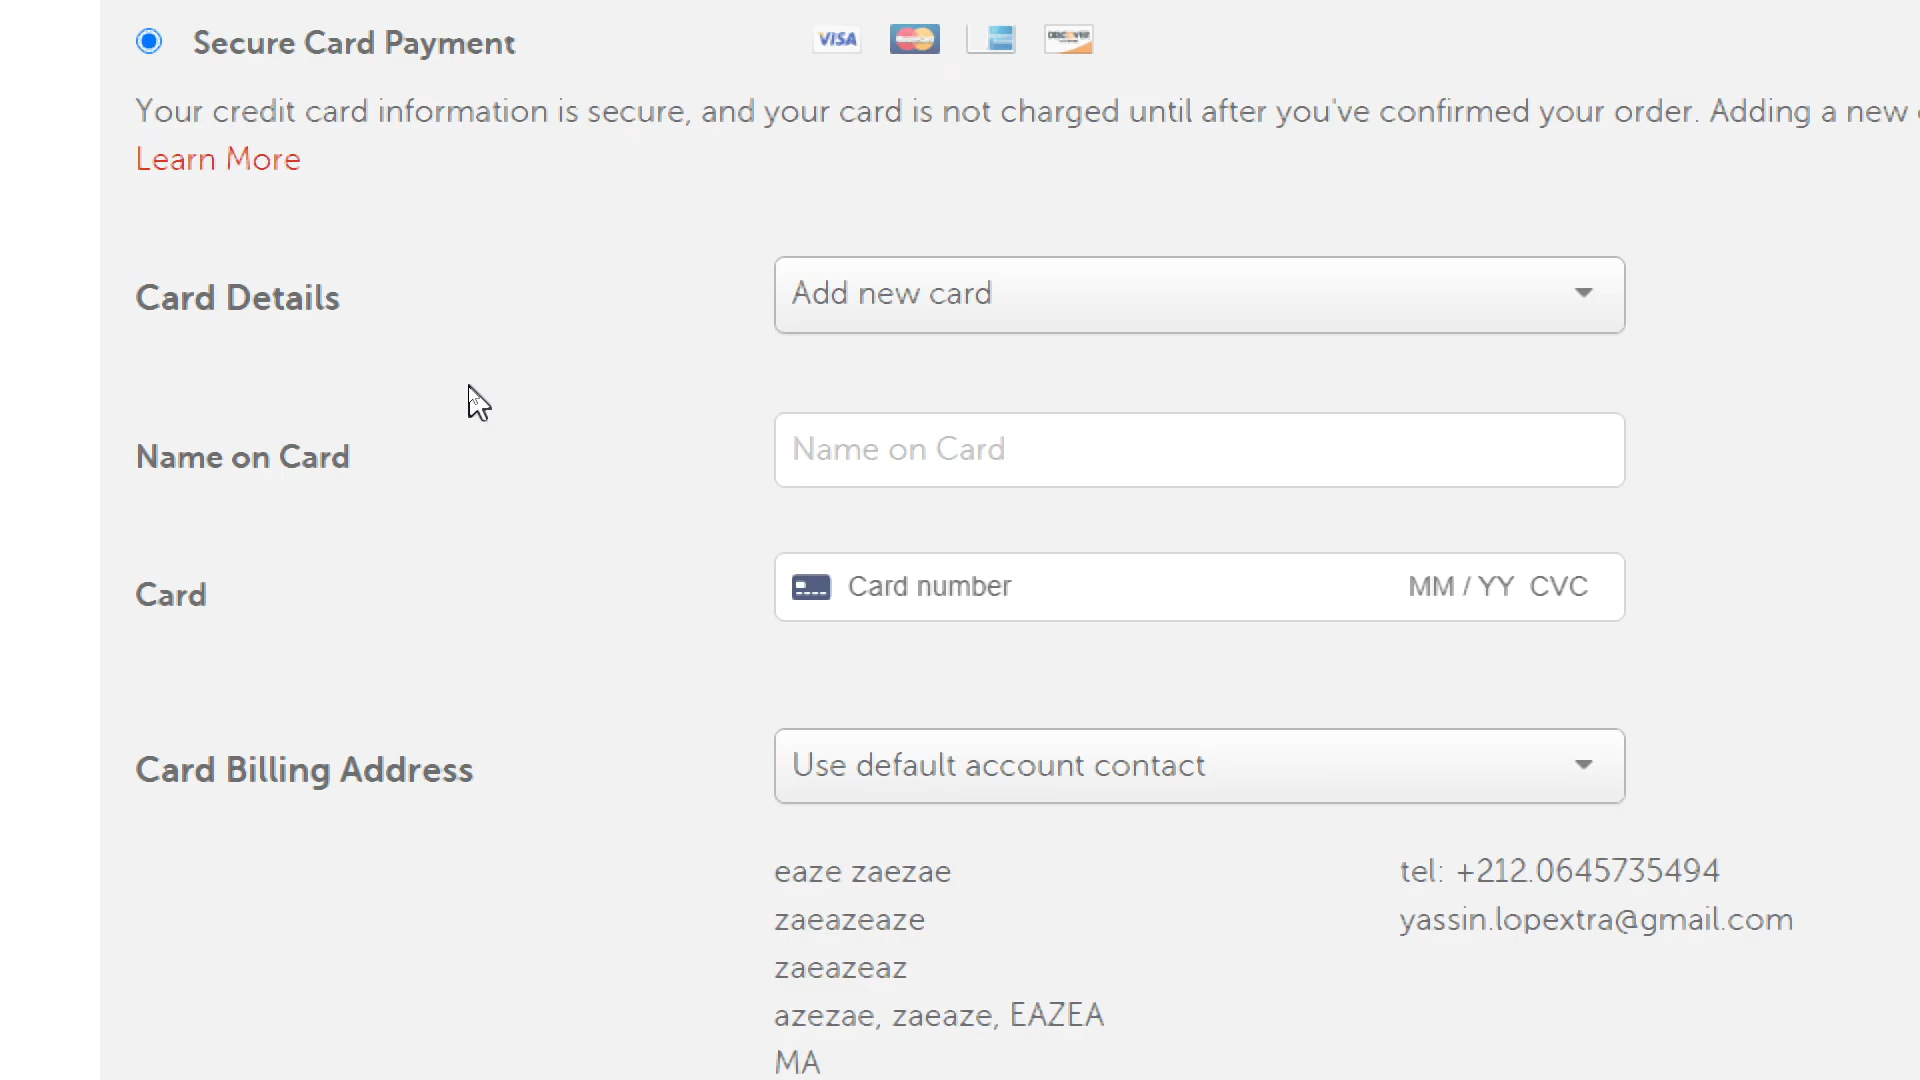 Secure Card Payment VISA DISCOVER
Your credit card information is secure, and your card is not charged until after you've confirmed your order. Adding a new
Learn More
Card Details Add new card
Name on Card Name on Card
Card Card number MM / YY CVC
Card Billing Address Use default account contact
eaze zaezae tel: +212.0645735494
zaeazeaze yassin.lopextra@gmail.com
zaeazeaz
azezae, zaeaze, EAZEA
MA